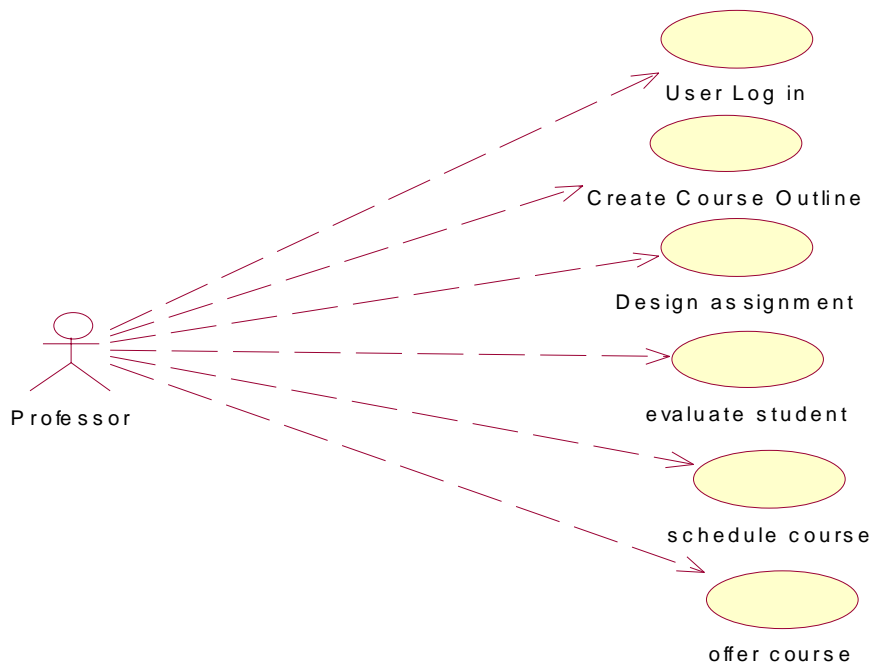 User Log in
Create Course Outline
Design assignment
evaluate student
Professor
schedule course
offer course